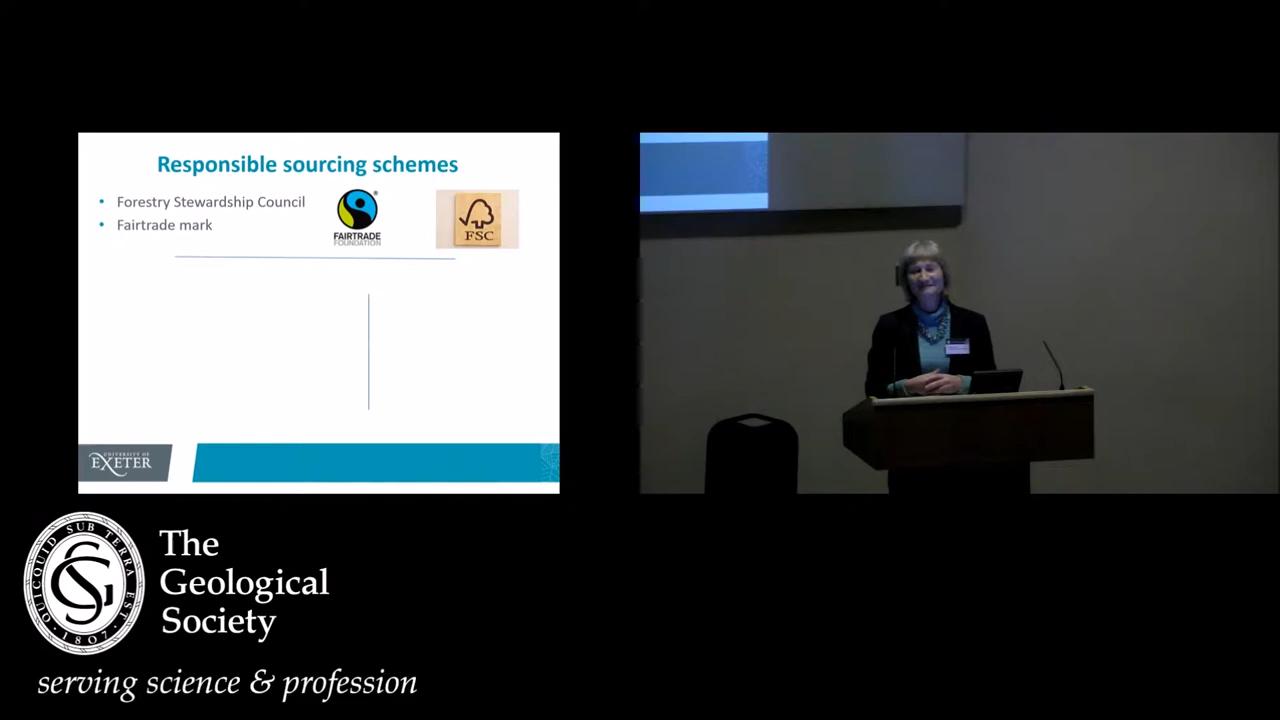 Responsible sourcing schemes
• Forestry Stewardship Council
• Fairtrade mark
FAIRTRADE
FOUNDATION
FSC
UNIVERSITY OF
EXETER
QUICQUID SUB TERRA EST
GS
1807
The
Geological
Society
serving science & profession